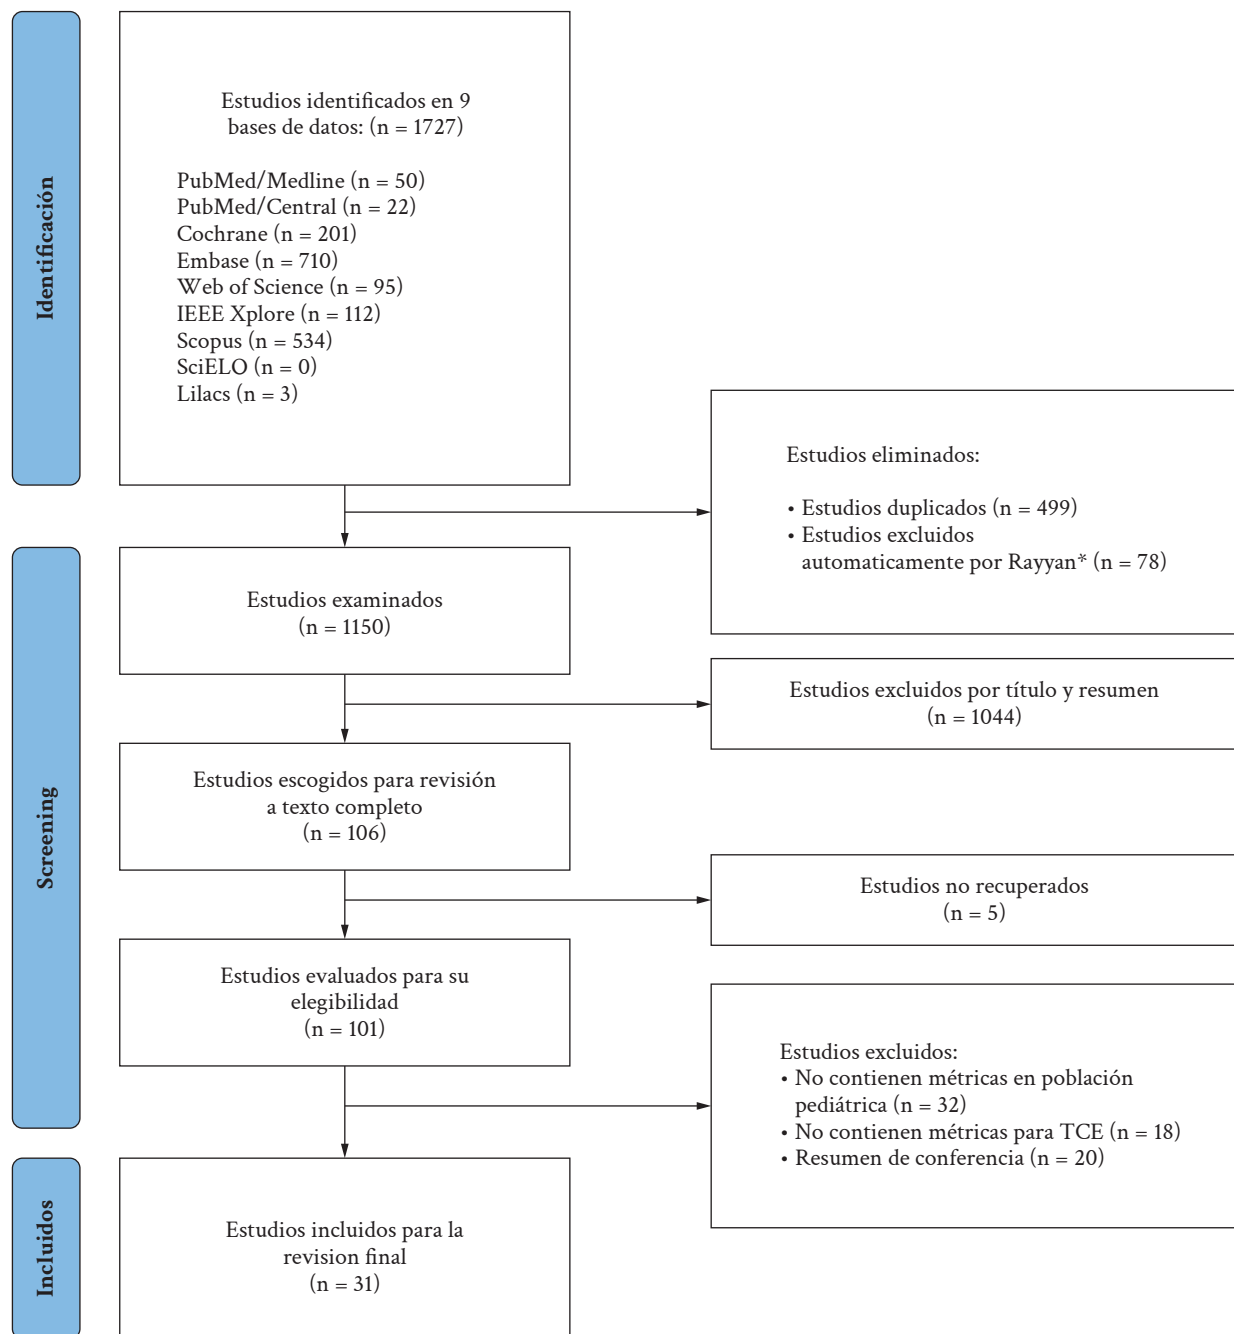 Identificación
Estudios identificados en 9
bases de datos: (n = 1727)
PubMed/Medline (n = 50)
PubMed/Central (n = 22)
Cochrane (n = 201)
Embase (n = 710)
Web of Science (n = 95)
IEEE Xplore (n = 112)
Scopus (n = 534)
SciELO (n = 0)
Lilacs (n = 3)
Estudios eliminados:
• Estudios duplicados (n = 499)
• Estudios excluidos
automaticamente por Rayyan* (n = 78)
Screening
Estudios examinados
(n = 1150)
Estudios excluidos por título y resumen
(n = 1044)
Estudios escogidos para revisión
a texto completo
(n = 106)
Estudios no recuperados
(n = 5)
Estudios evaluados para su
elegibilidad
(n = 101)
Estudios excluidos:
• No contienen métricas en población
pediátrica (n = 32)
• No contienen métricas para TCE (n = 18)
• Resumen de conferencia (n = 20)
Incluidos
Estudios incluidos para la
revision final
(n = 31)